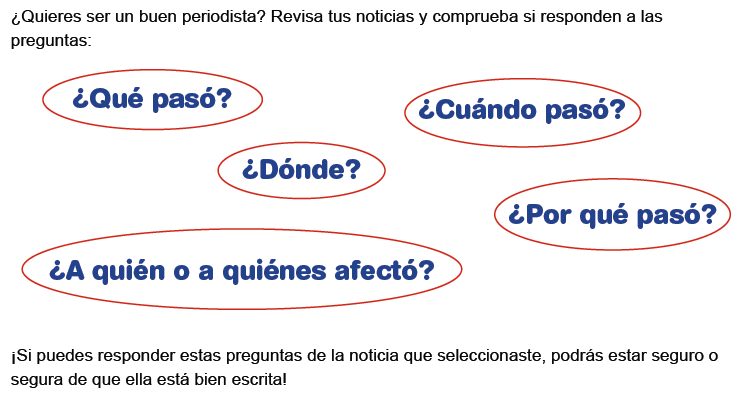 ¿Quieres ser un buen periodista? Revisa tus noticias y comprueba si responden a las
preguntas:
¿Qué pasó?
¿Cuándo pasó?
¿Dónde?
¿Por qué pasó?
¿A quién o a quiénes afectó?
¡Si puedes responder estas preguntas de la noticia que seleccionaste, podrás estar seguro o
segura de que ella está bien escrita!